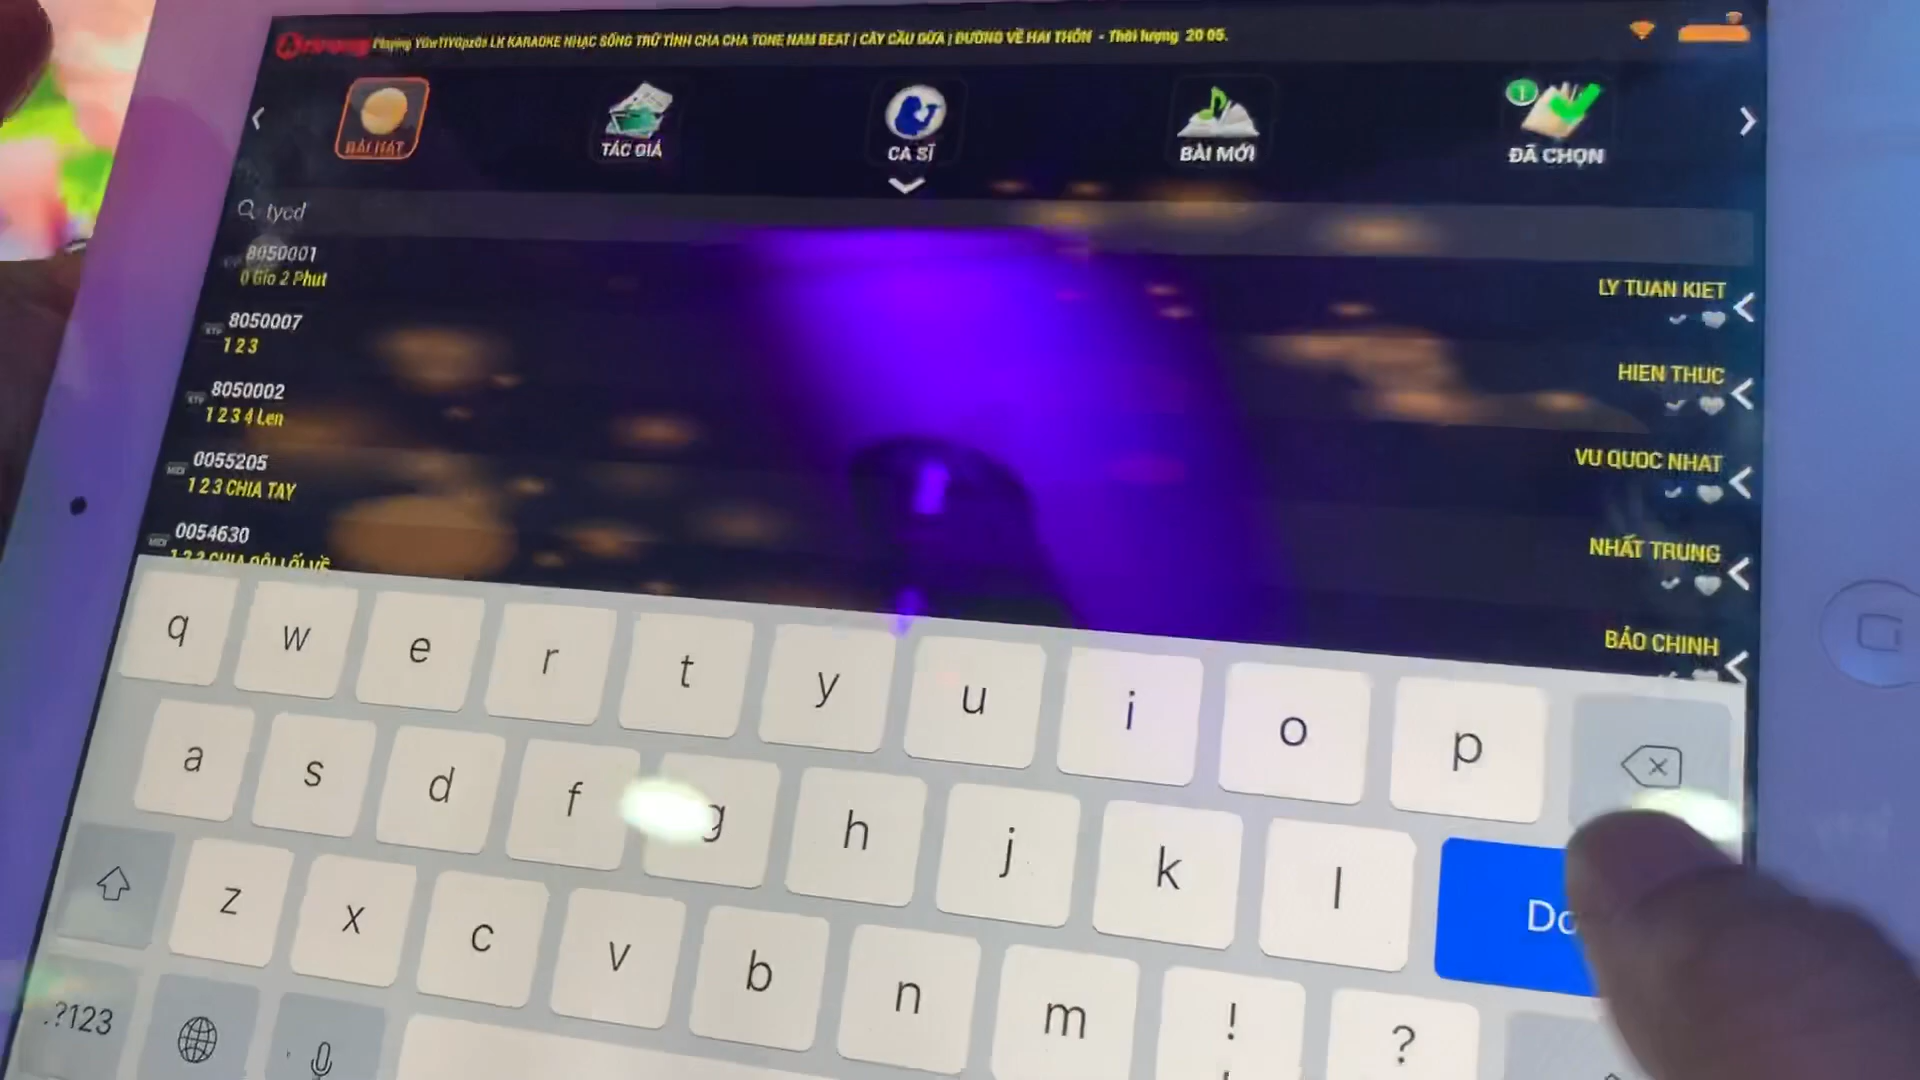 LK KARAOKE NHẠC SỐNG TRỮ TÌNH CHA CHA TONE NAM BEAT | CÂY CẦU DỪA | ĐƯỜNG VỀ HAI THÔN - Thời lượng 20 05.
BÀI HÁT
TÁC GIẢ
CA SĨ
BÀI MỚI
1
ĐÃ CHỌN
tycd
8050001
0 Gio 2 Phut
LY TUAN KIET
8050007
1 2 3
HIEN THUC
8050002
1 2 3 4 Len
VU QUOC NHAT
MIDI 0055205
1 2 3 CHIA TAY
NHẤT TRUNG
MIDI 0054630
1 2 3 CHIA ĐÔI LỐI VỀ
BẢO CHINH
q w e r t y u i o p
a s d f g h j k l Do
z x c v b n m ! ?
.?123